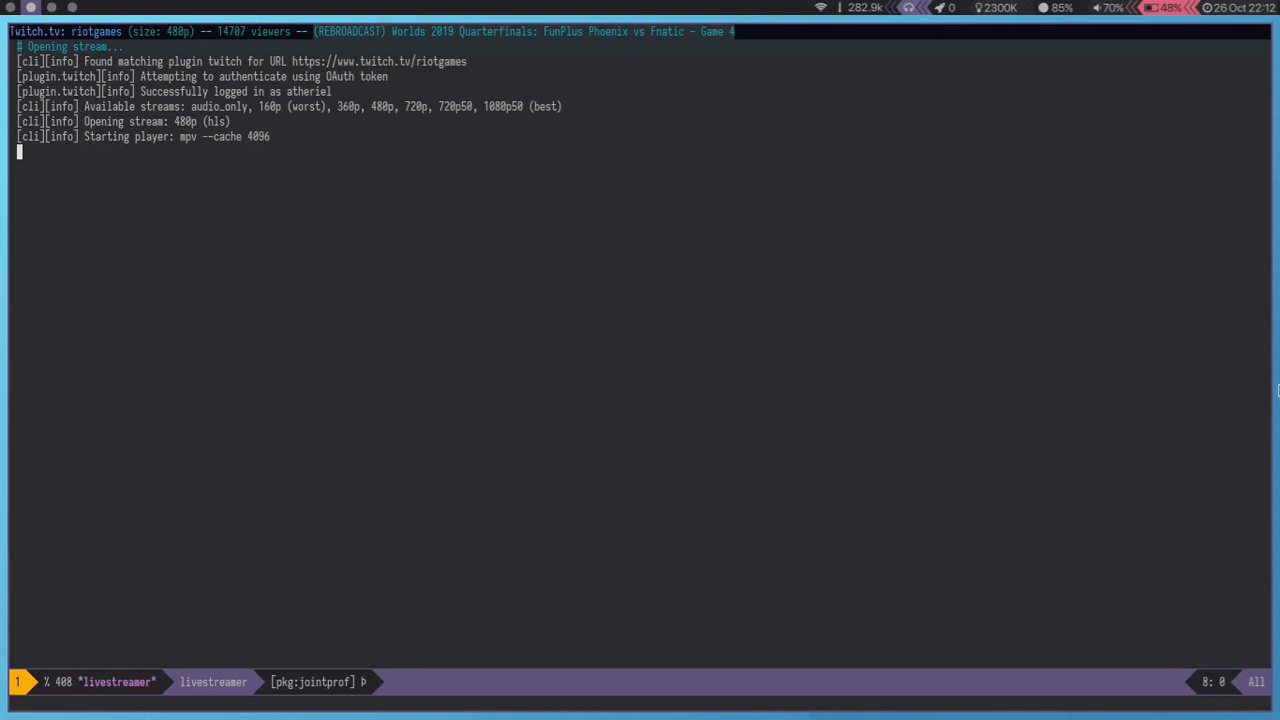 282.9k 0 2300K 85% 70% 48% 26 Oct 22:12
Twitch.tv: riotgames (size: 480p) -- 14707 viewers -- (REBROADCAST) Worlds 2019 Quarterfinals: FunPlus Phoenix vs Fnatic - Game 4
# Opening stream...
[cli][info] Found matching plugin twitch for URL https://www.twitch.tv/riotgames
[plugin.twitch][info] Attempting to authenticate using OAuth token
[plugin.twitch][info] Successfully logged in as atheriel
[cli][info] Available streams: audio_only, 160p (worst), 360p, 480p, 720p, 720p50, 1080p50 (best)
[cli][info] Opening stream: 480p (hls)
[cli][info] Starting player: mpv --cache 4096
1 % 408 *livestreamer* livestreamer [pkg:jointprof] 8: 0 All